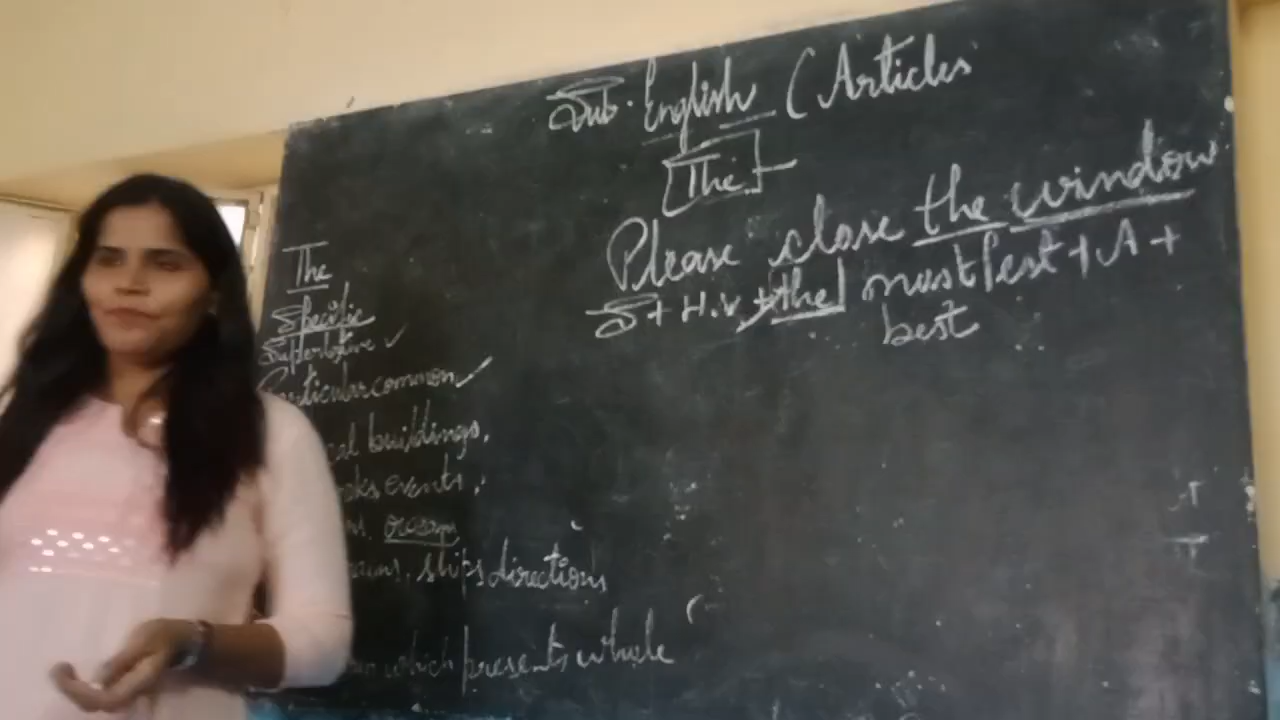 Sub. English (Articles
The
Please close the window
S + H.V + the most/est + A +
best
The
Specific
Superlative ✓
Particular common ✓
buildings,
events,
ocean
ships directions
which presents whole